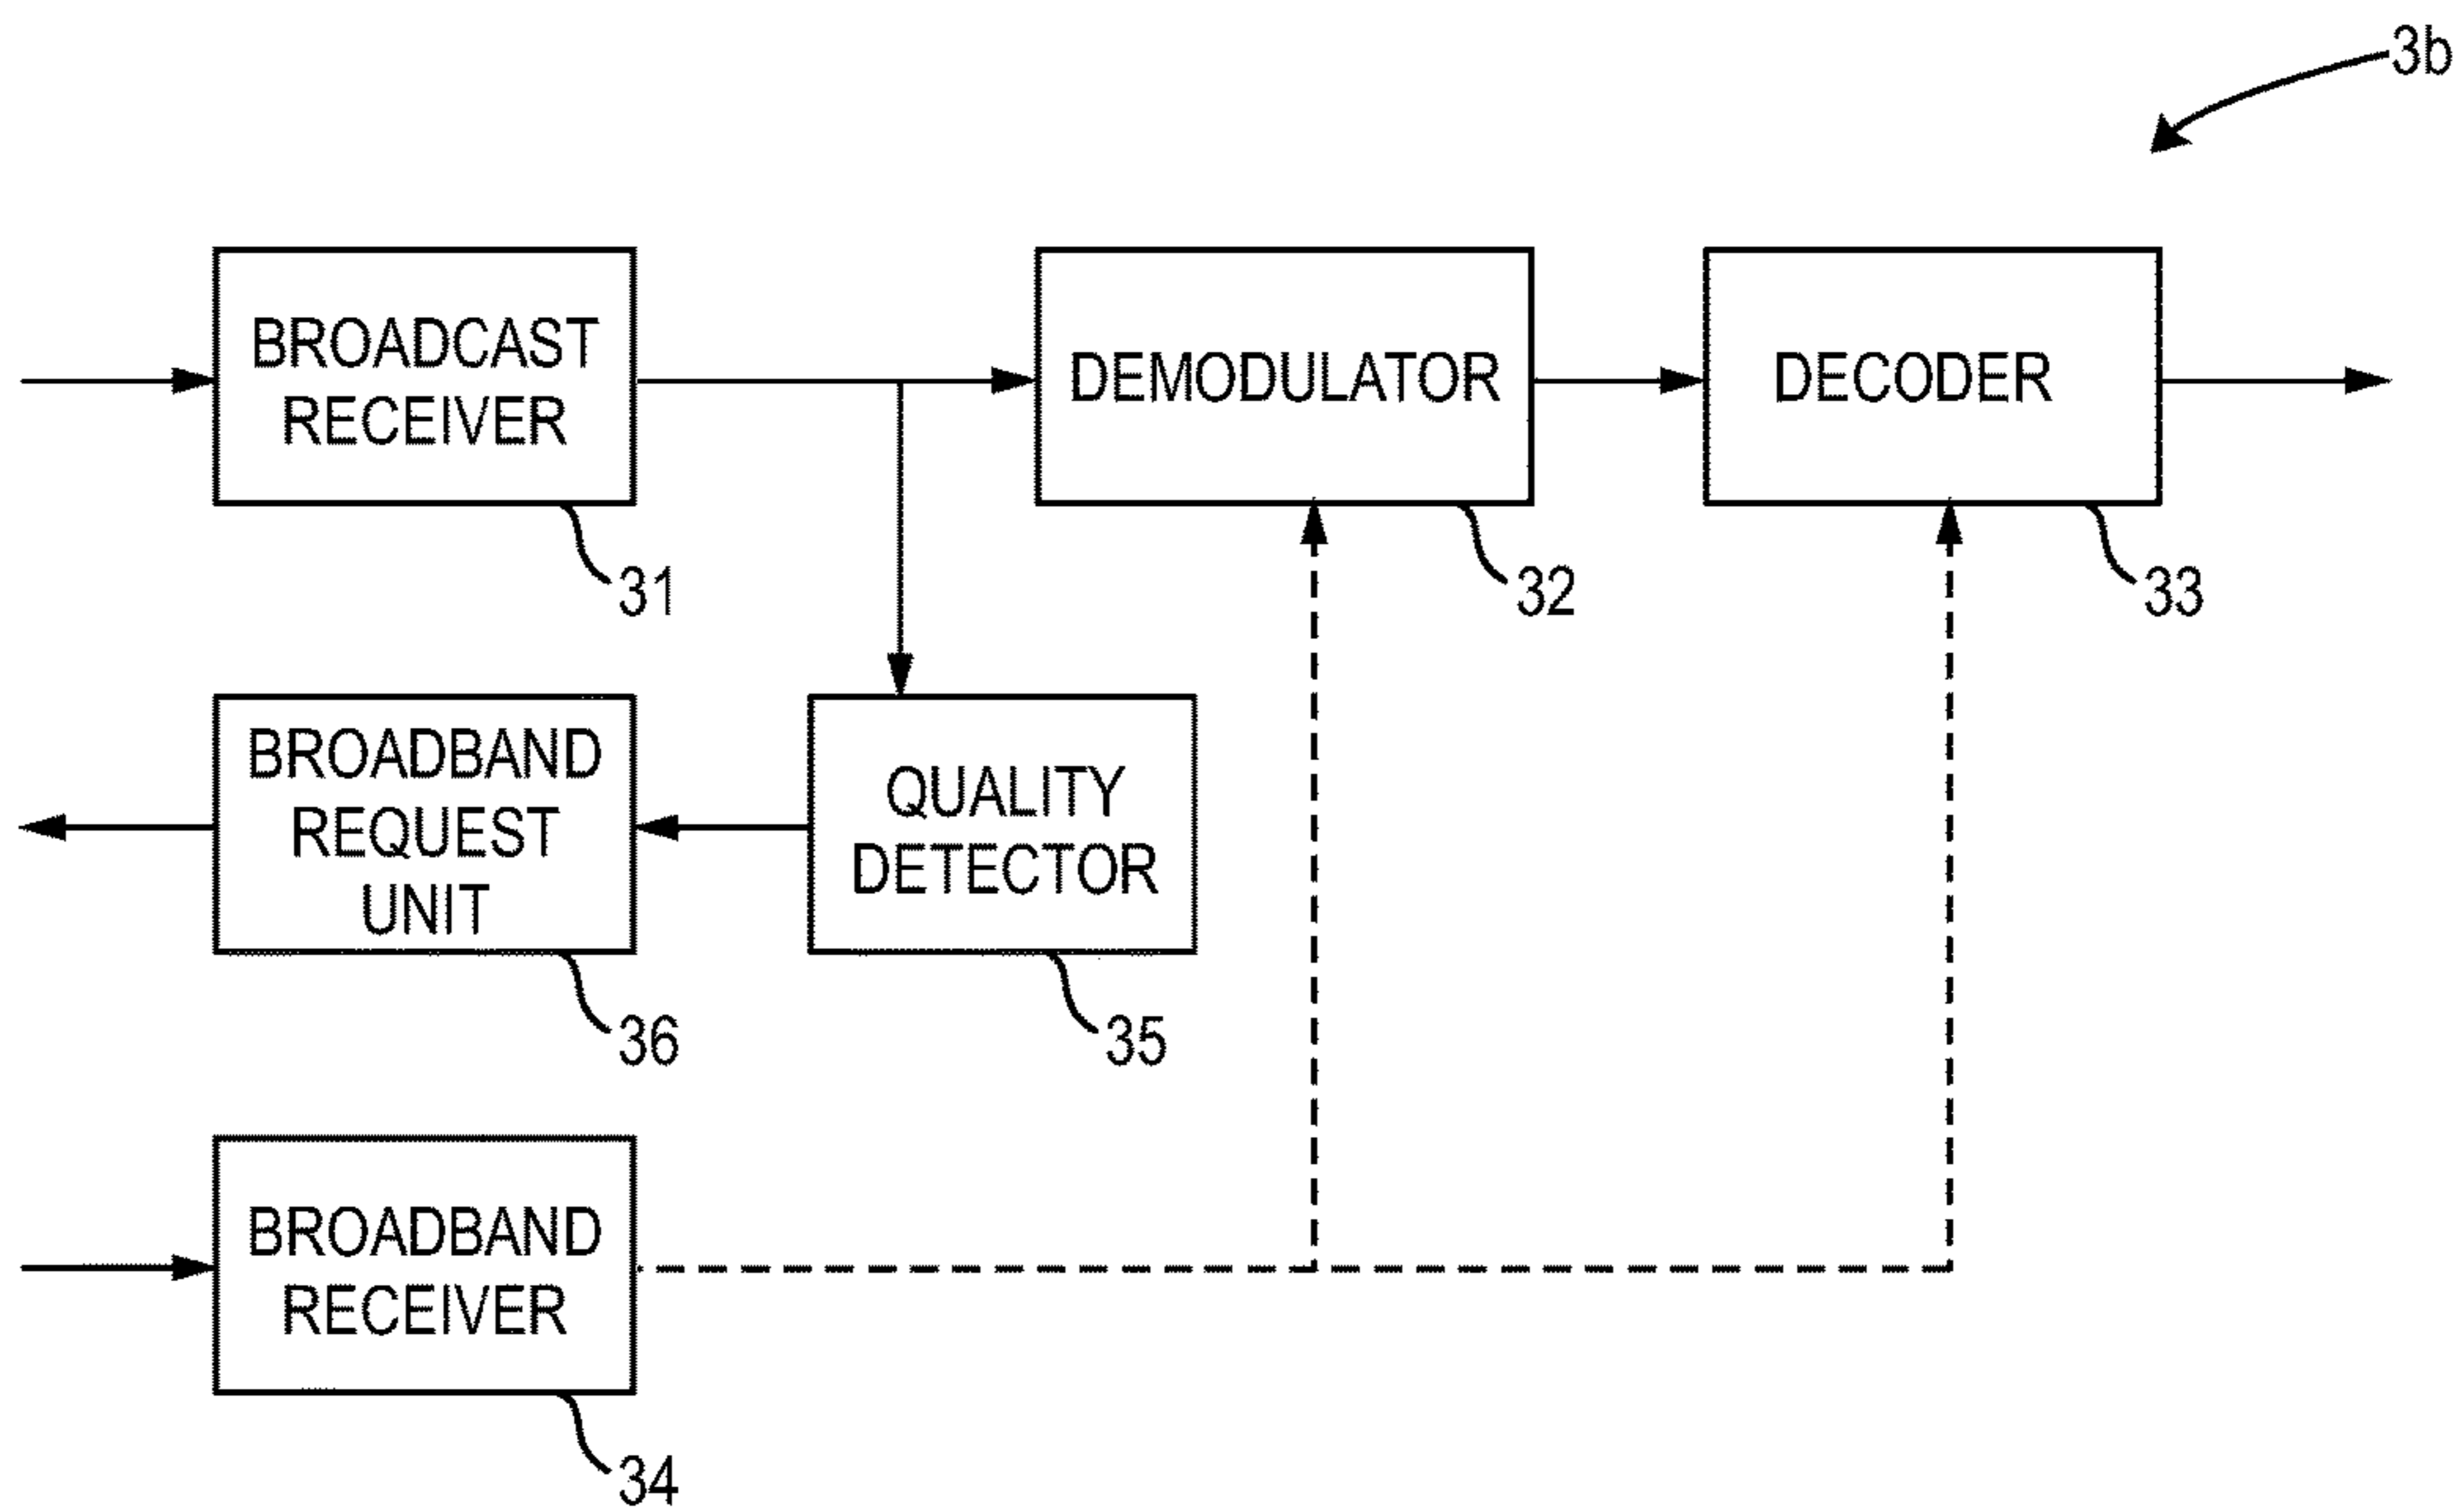 3b
BROADCAST
RECEIVER
31
DEMODULATOR
32
DECODER
33
BROADBAND
REQUEST
UNIT
36
QUALITY
DETECTOR
35
BROADBAND
RECEIVER
34